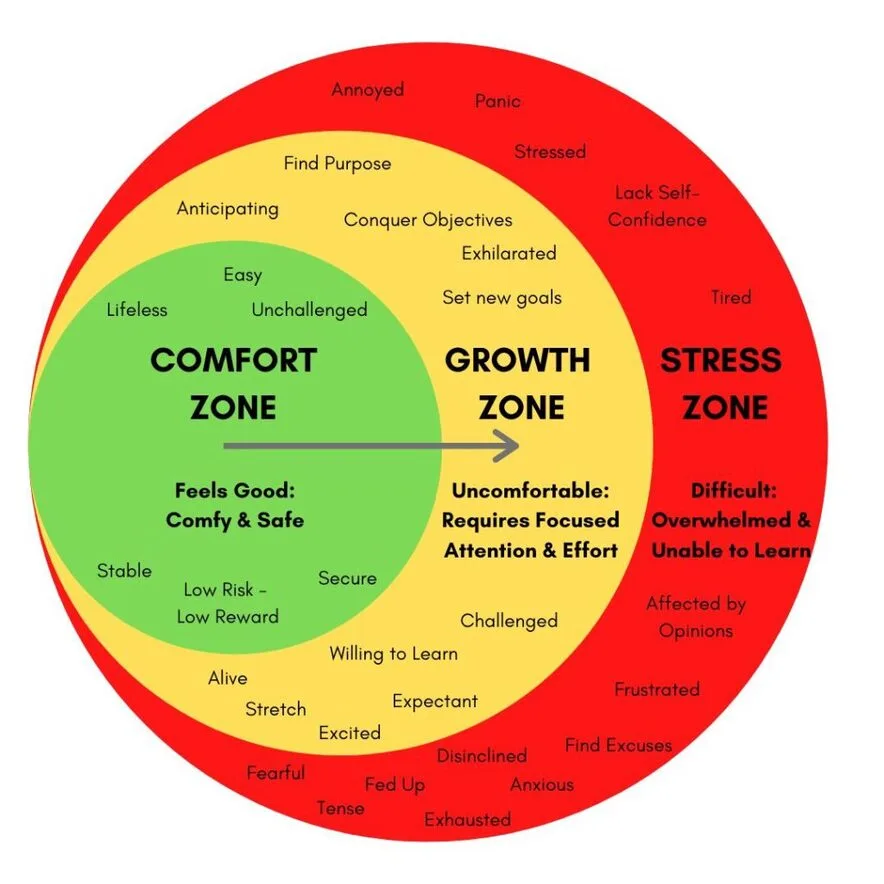 Annoyed
Panic
Stressed
Find Purpose
Lack Self-
Confidence
Anticipating
Conquer Objectives
Exhilarated
Easy
Set new goals
Tired
Lifeless
Unchallenged
COMFORT
ZONE
GROWTH
ZONE
STRESS
ZONE
Feels Good:
Comfy & Safe
Uncomfortable:
Requires Focused
Attention & Effort
Difficult:
Overwhelmed &
Unable to Learn
Stable
Low Risk -
Low Reward
Secure
Affected by
Opinions
Challenged
Willing to Learn
Alive
Frustrated
Expectant
Stretch
Excited
Find Excuses
Disinclined
Fearful
Fed Up
Anxious
Tense
Exhausted